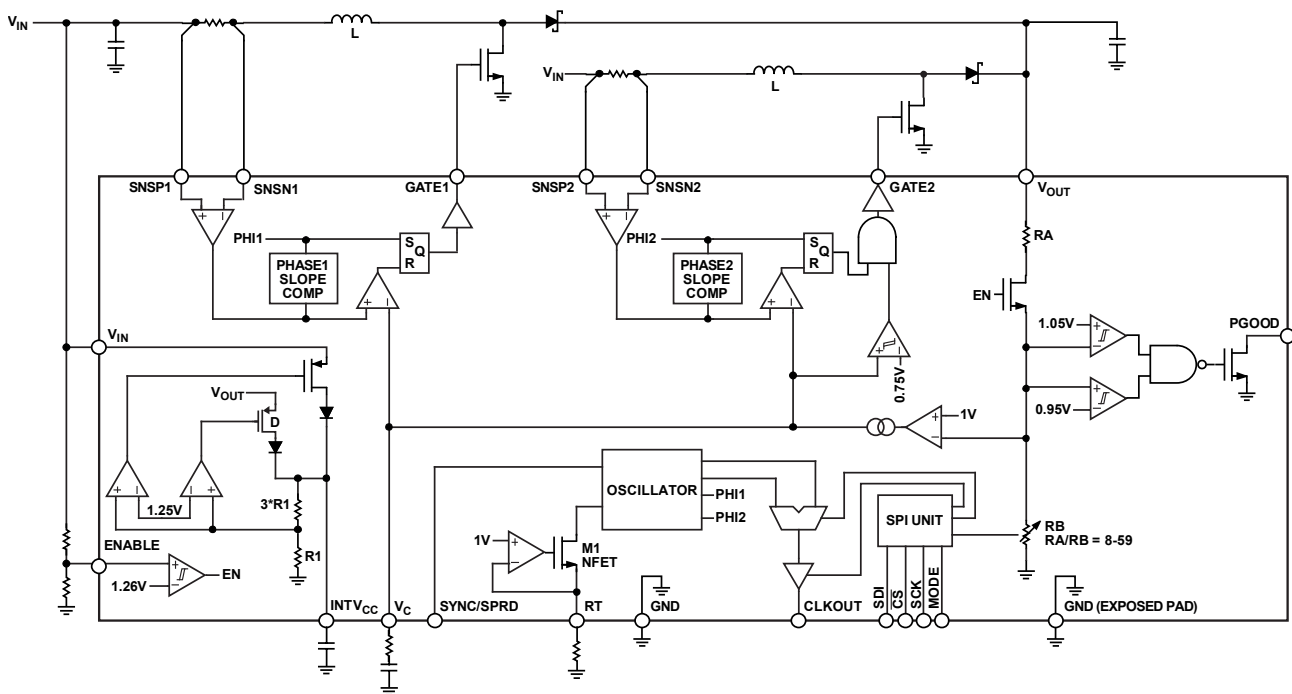 VIN
L
VIN
L
SNSP1
SNSN1
GATE1
SNSP2
SNSN2
GATE2
VOUT
RA
PHI1
S
Q
R
PHASE1
SLOPE
COMP
PHI2
S
Q
R
PHASE2
SLOPE
COMP
EN
1.05V
PGOOD
0.95V
0.75V
VIN
VOUT
D
1V
1.25V
3*R1
R1
OSCILLATOR
PHI1
PHI2
SPI UNIT
RB
RA/RB = 8-59
ENABLE
1.26V
EN
1V
M1
NFET
SDI
CS
SCK
MODE
INTVCC
VC
SYNC/SPRD
RT
GND
CLKOUT
GND (EXPOSED PAD)